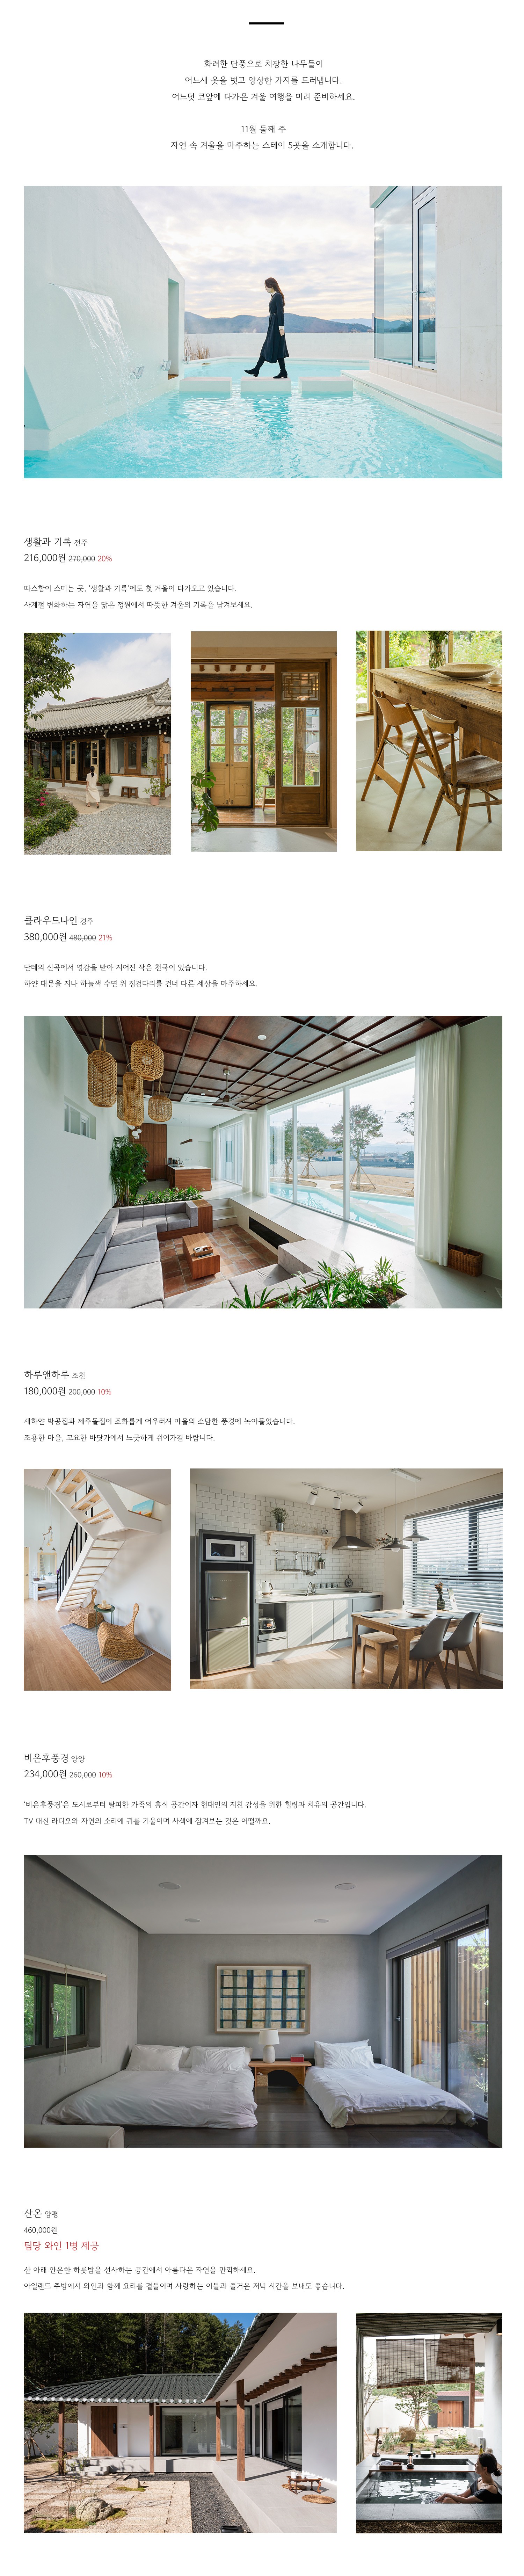 화려한 단풍으로 치장한 나무들이
어느새 옷을 벗고 앙상한 가지를 드러냅니다.
어느덧 코앞에 다가온 겨울 여행을 미리 준비하세요.
11월 둘째 주
자연 속 겨울을 마주하는 스테이 5곳을 소개합니다.
생활과 기록 전주
216,000원 270,000 20%
따스함이 스미는 곳, '생활과 기록'에도 첫 겨울이 다가오고 있습니다.
사계절 변화하는 자연을 닮은 정원에서 따뜻한 겨울의 기록을 남겨보세요.
클라우드나인 경주
380,000원 480,000 21%
단테의 신곡에서 영감을 받아 지어진 작은 천국이 있습니다.
하얀 대문을 지나 하늘색 수면 위 징검다리를 건너 다른 세상을 마주하세요.
하루앤하루 조천
180,000원 200,000 10%
새하얀 박공집과 제주돌집이 조화롭게 어우러져 마을의 소담한 풍경에 녹아들었습니다.
조용한 마을, 고요한 바닷가에서 느긋하게 쉬어가길 바랍니다.
비온후풍경 양양
234,000원 260,000 10%
'비온후풍경'은 도시로부터 탈피한 가족의 휴식 공간이자 현대인의 지친 감성을 위한 힐링과 치유의 공간입니다.
TV 대신 라디오와 자연의 소리에 귀를 기울이며 사색에 잠겨보는 것은 어떨까요.
산온 양평
460,000원
팀당 와인 1병 제공
산 아래 안온한 하룻밤을 선사하는 공간에서 아름다운 자연을 만끽하세요.
아일랜드 주방에서 와인과 함께 요리를 곁들이며 사랑하는 이들과 즐거운 저녁 시간을 보내도 좋습니다.